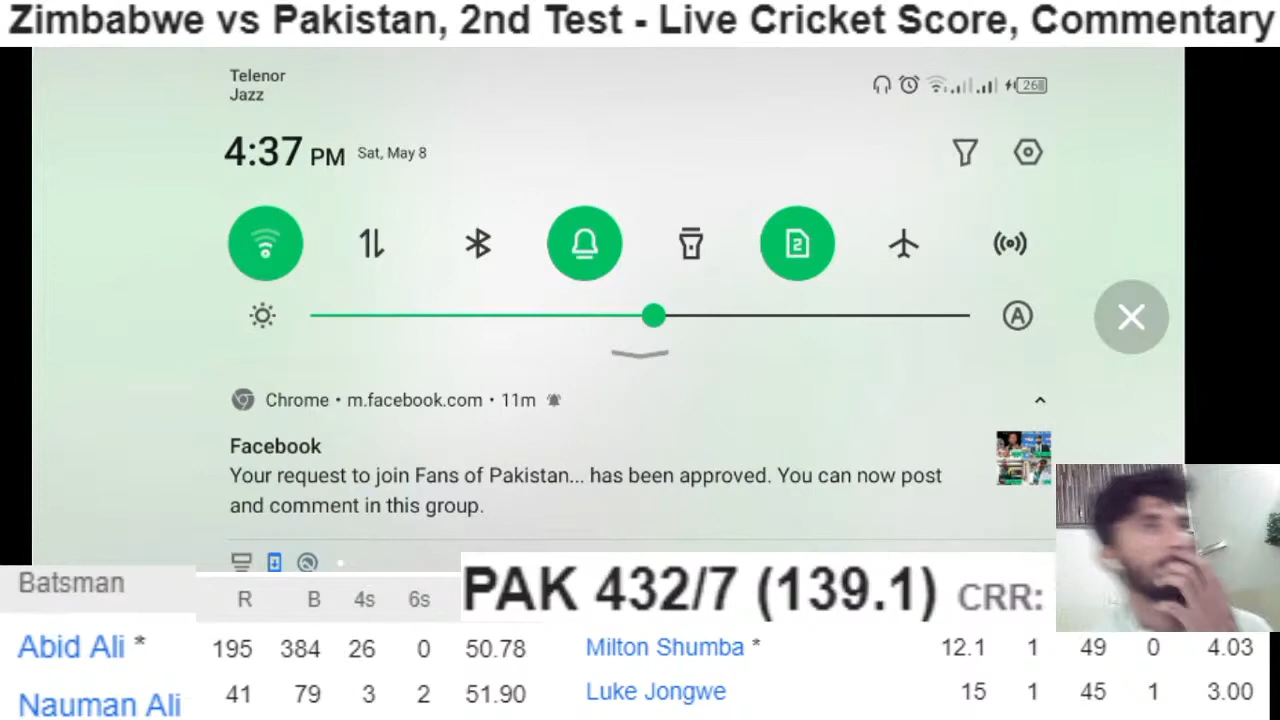 Zimbabwe vs Pakistan, 2nd Test - Live Cricket Score, Commentary
Telenor
Jazz
26
4:37 PM Sat, May 8
2
A
Chrome • m.facebook.com • 11m
Facebook
Your request to join Fans of Pakistan... has been approved. You can now post
and comment in this group.
Batsman R B 4s 6s
PAK 432/7 (139.1) CRR:
Abid Ali * 195 384 26 0 50.78
Milton Shumba * 12.1 1 49 0 4.03
Nauman Ali 41 79 3 2 51.90
Luke Jongwe 15 1 45 1 3.00